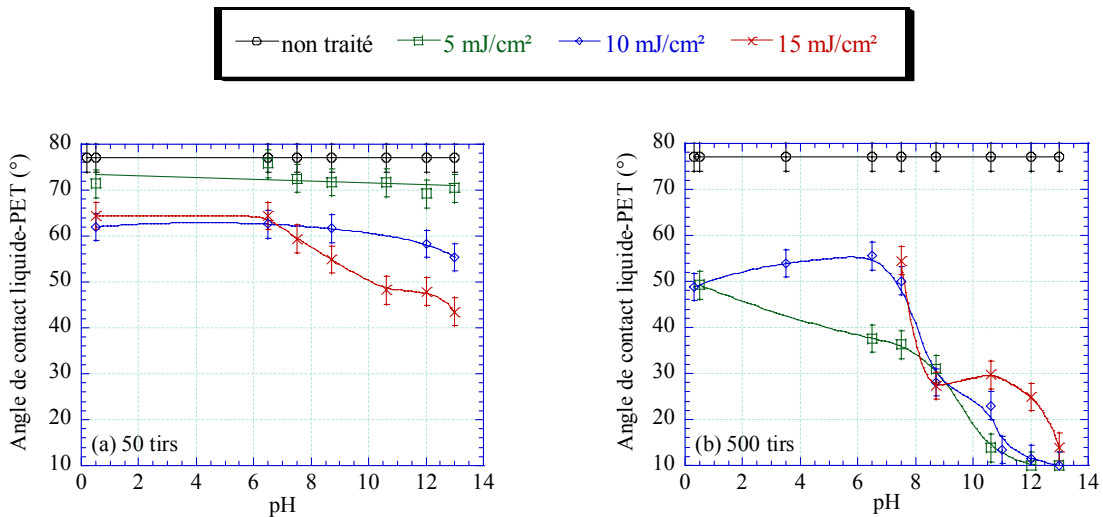 non traité 5 mJ/cm² 10 mJ/cm² 15 mJ/cm²
Angle de contact liquide-PET (°)
80
70
60
50
40
30
20
10
(a) 50 tirs
0 2 4 6 8 10 12 14
pH
Angle de contact liquide-PET (°)
80
70
60
50
40
30
20
10
(b) 500 tirs
0 2 4 6 8 10 12 14
pH